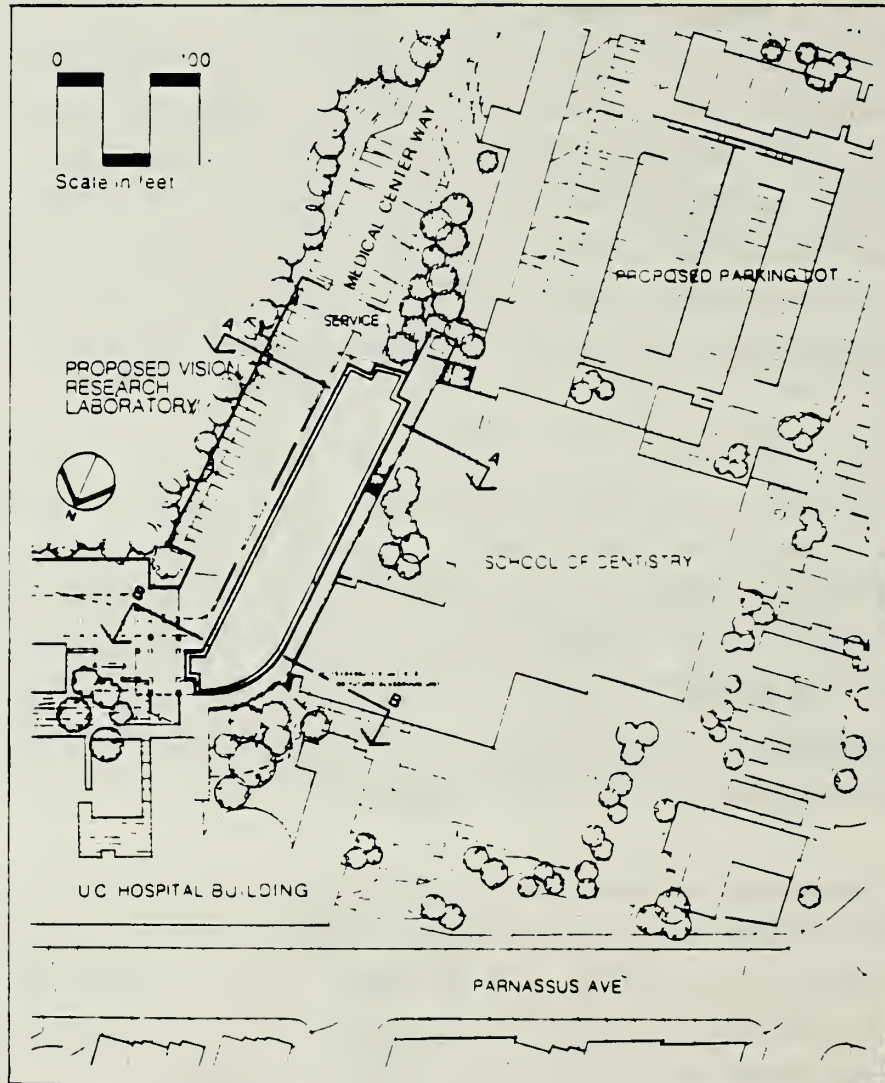 0 100
Scale in feet
MEDICAL CENTER WAY
PROPOSED PARKING LOT
SERVICE
A
PROPOSED VISION
RESEARCH
LABORATORY
A
N
SCHOOL OF DENTISTRY
B
B
UC HOSPITAL BUILDING
PARNASSUS AVE